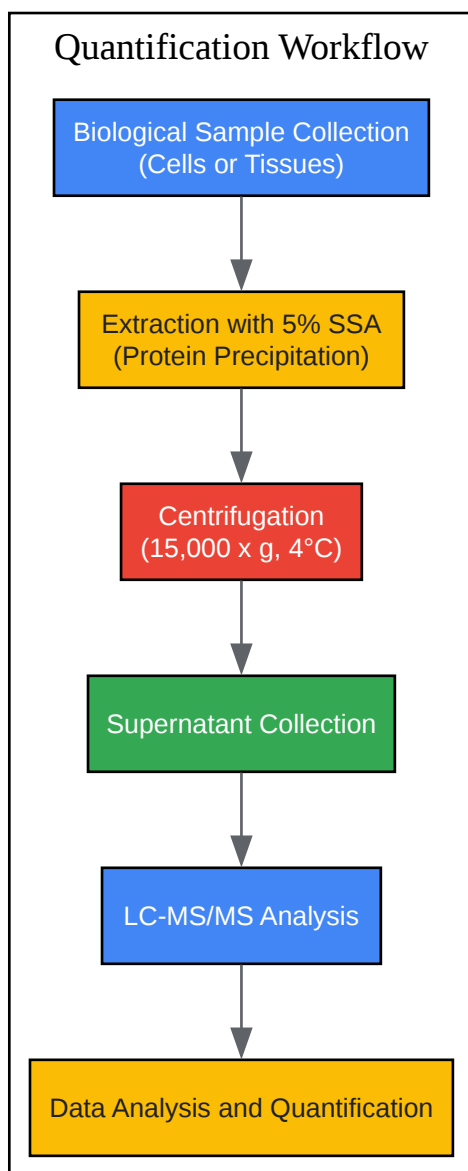 Quantification Workflow
Biological Sample Collection
(Cells or Tissues)
Extraction with 5% SSA
(Protein Precipitation)
Centrifugation
(15,000 x g, 4°C)
Supernatant Collection
LC-MS/MS Analysis
Data Analysis and Quantification